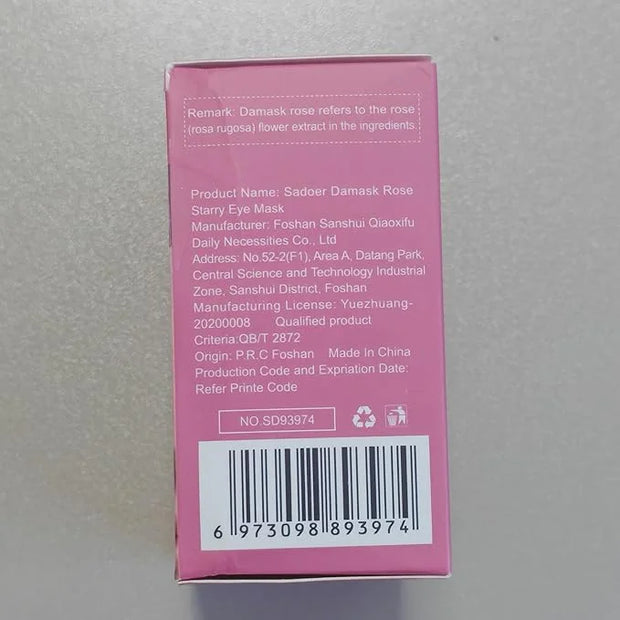 Remark: Damask rose refers to the rose
(rosa rugosa) flower extract in the ingredients.
Product Name: Sadoer Damask Rose
Starry Eye Mask
Manufacturer: Foshan Sanshui Qiaoxifu
Daily Necessities Co., Ltd
Address: No.52-2(F1), Area A, Datang Park,
Central Science and Technology Industrial
Zone, Sanshui District, Foshan
Manufacturing License: Yuezhuang-
20200008 Qualified product
Criteria:QB/T 2872
Origin: P.R.C Foshan Made In China
Production Code and Expriation Date:
Refer Printe Code
NO.SD93974
6 973098 893974